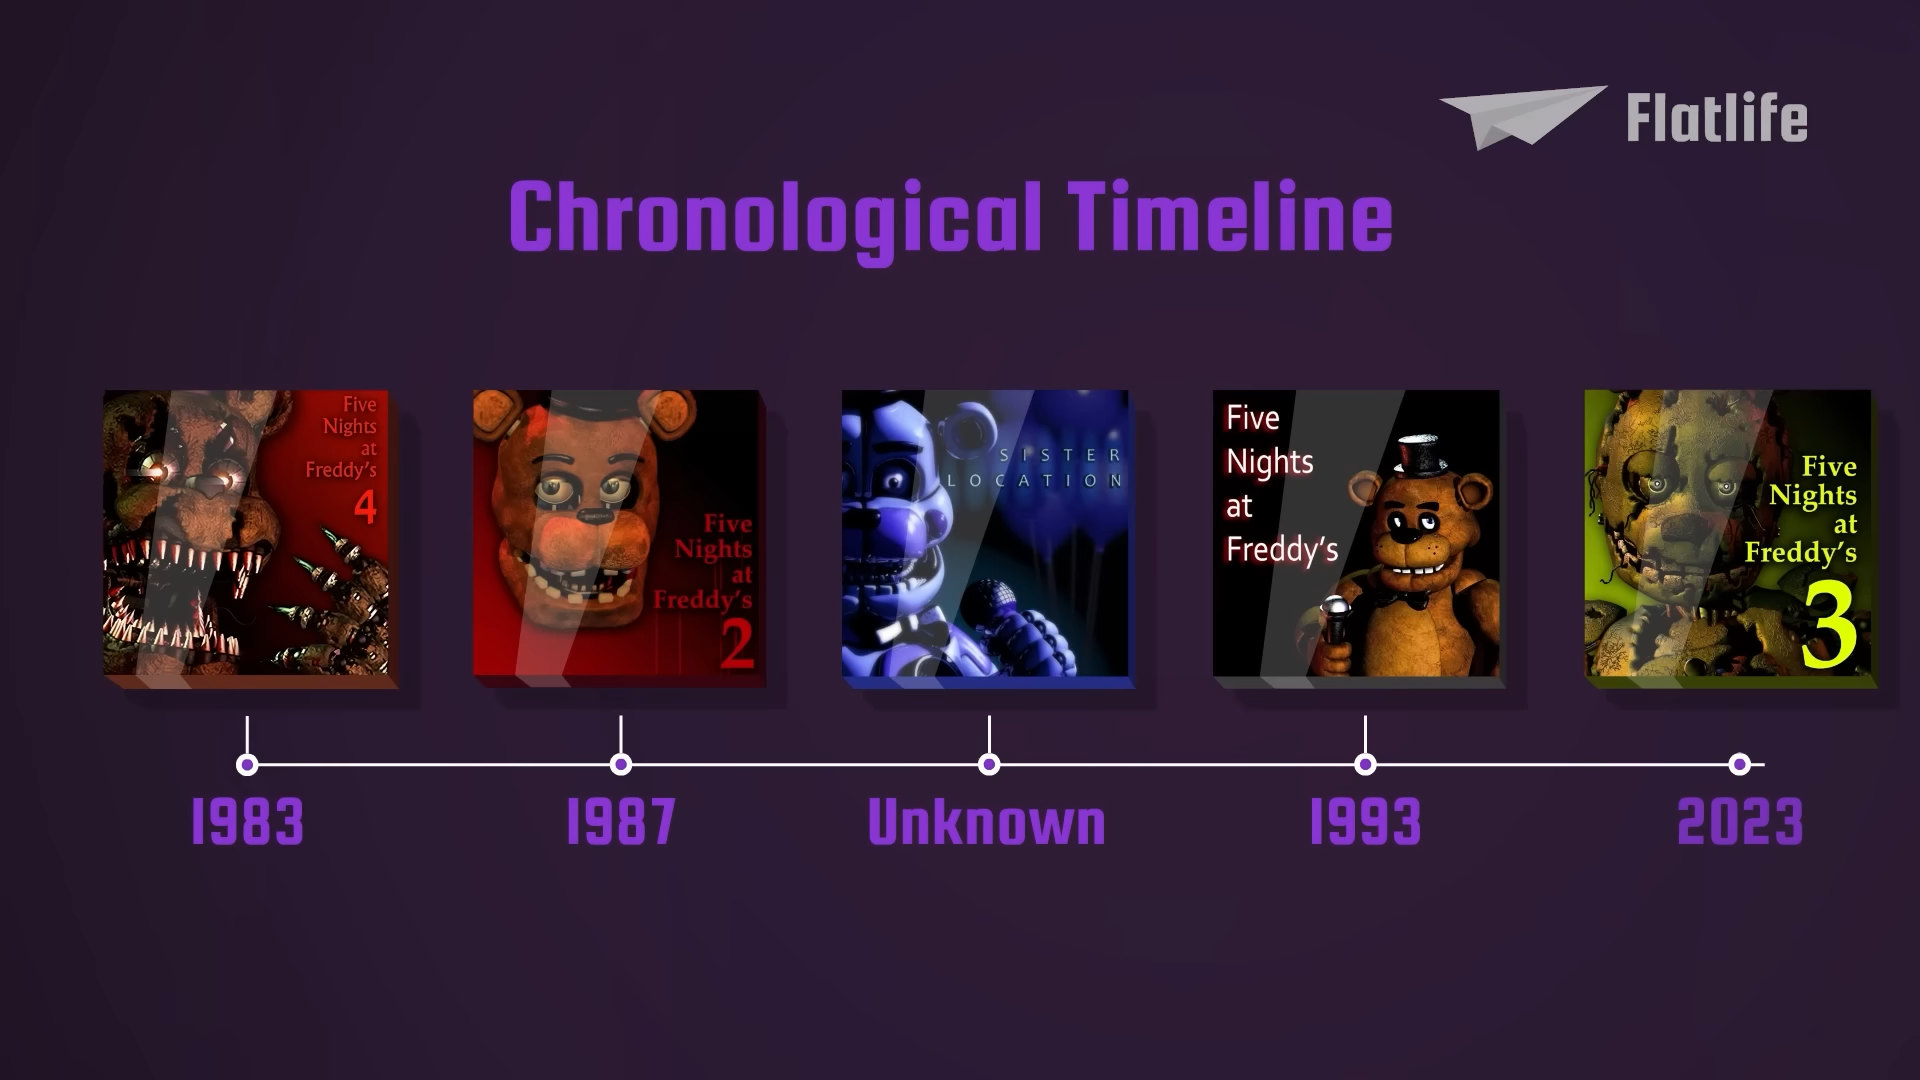 Flatlife
Chronological Timeline
Five
Nights
at
Freddy's
4
Five
Nights
at
Freddy's
2
SISTER
LOCATION
Five
Nights
at
Freddy's
Five
Nights
at
Freddy's
3
1983
1987
Unknown
1993
2023